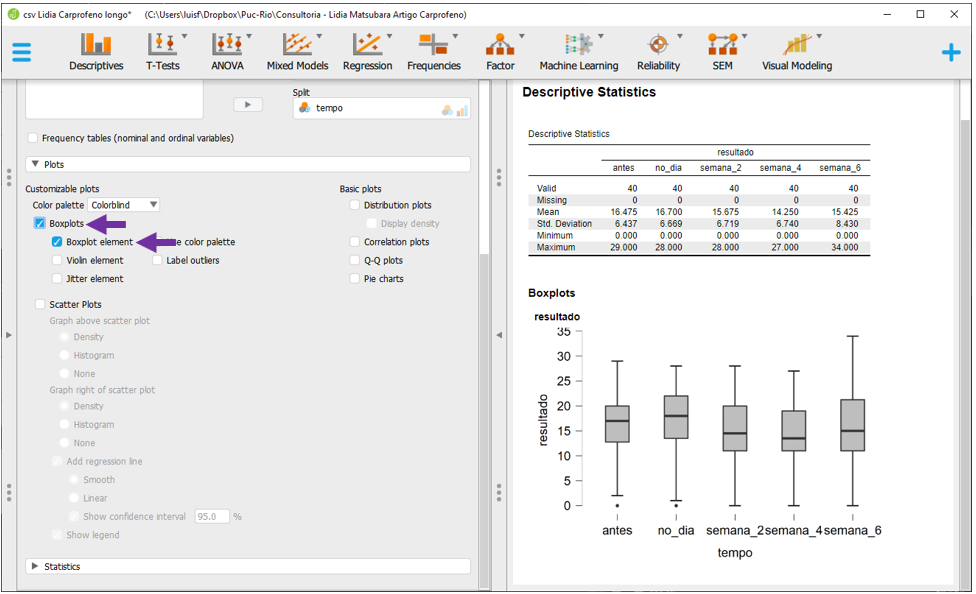 csv Lidia Carprofeno longo* (C:\Users\luisf\Dropbox\Puc-Rio\Consultoria - Lidia Matsubara Artigo Carprofeno)
Descriptives T-Tests ANOVA Mixed Models Regression Frequencies Factor Machine Learning Reliability SEM Visual Modeling
Split
tempo
Frequency tables (nominal and ordinal variables)
Plots
Customizable plots
Color palette Colorblind
Boxplots
Boxplot element color palette
Violin element Label outliers
Jitter element
Scatter Plots
Graph above scatter plot
Density
Histogram
None
Graph right of scatter plot
Density
Histogram
None
Add regression line
Smooth
Linear
Show confidence interval 95.0 %
Show legend
Basic plots
Distribution plots
Display density
Correlation plots
Q-Q plots
Pie charts
Statistics
Descriptive Statistics
Descriptive Statistics
resultado
antes no_dia semana_2 semana_4 semana_6
Valid 40 40 40 40 40
Missing 0 0 0 0 0
Mean 16.475 16.700 15.675 14.250 15.425
Std. Deviation 6.437 6.669 6.719 6.740 8.430
Minimum 0.000 0.000 0.000 0.000 0.000
Maximum 29.000 28.000 28.000 27.000 34.000
Boxplots
resultado
35
30
25
20
15
10
5
0
resultado
antes no_dia semana_2 semana_4 semana_6
tempo